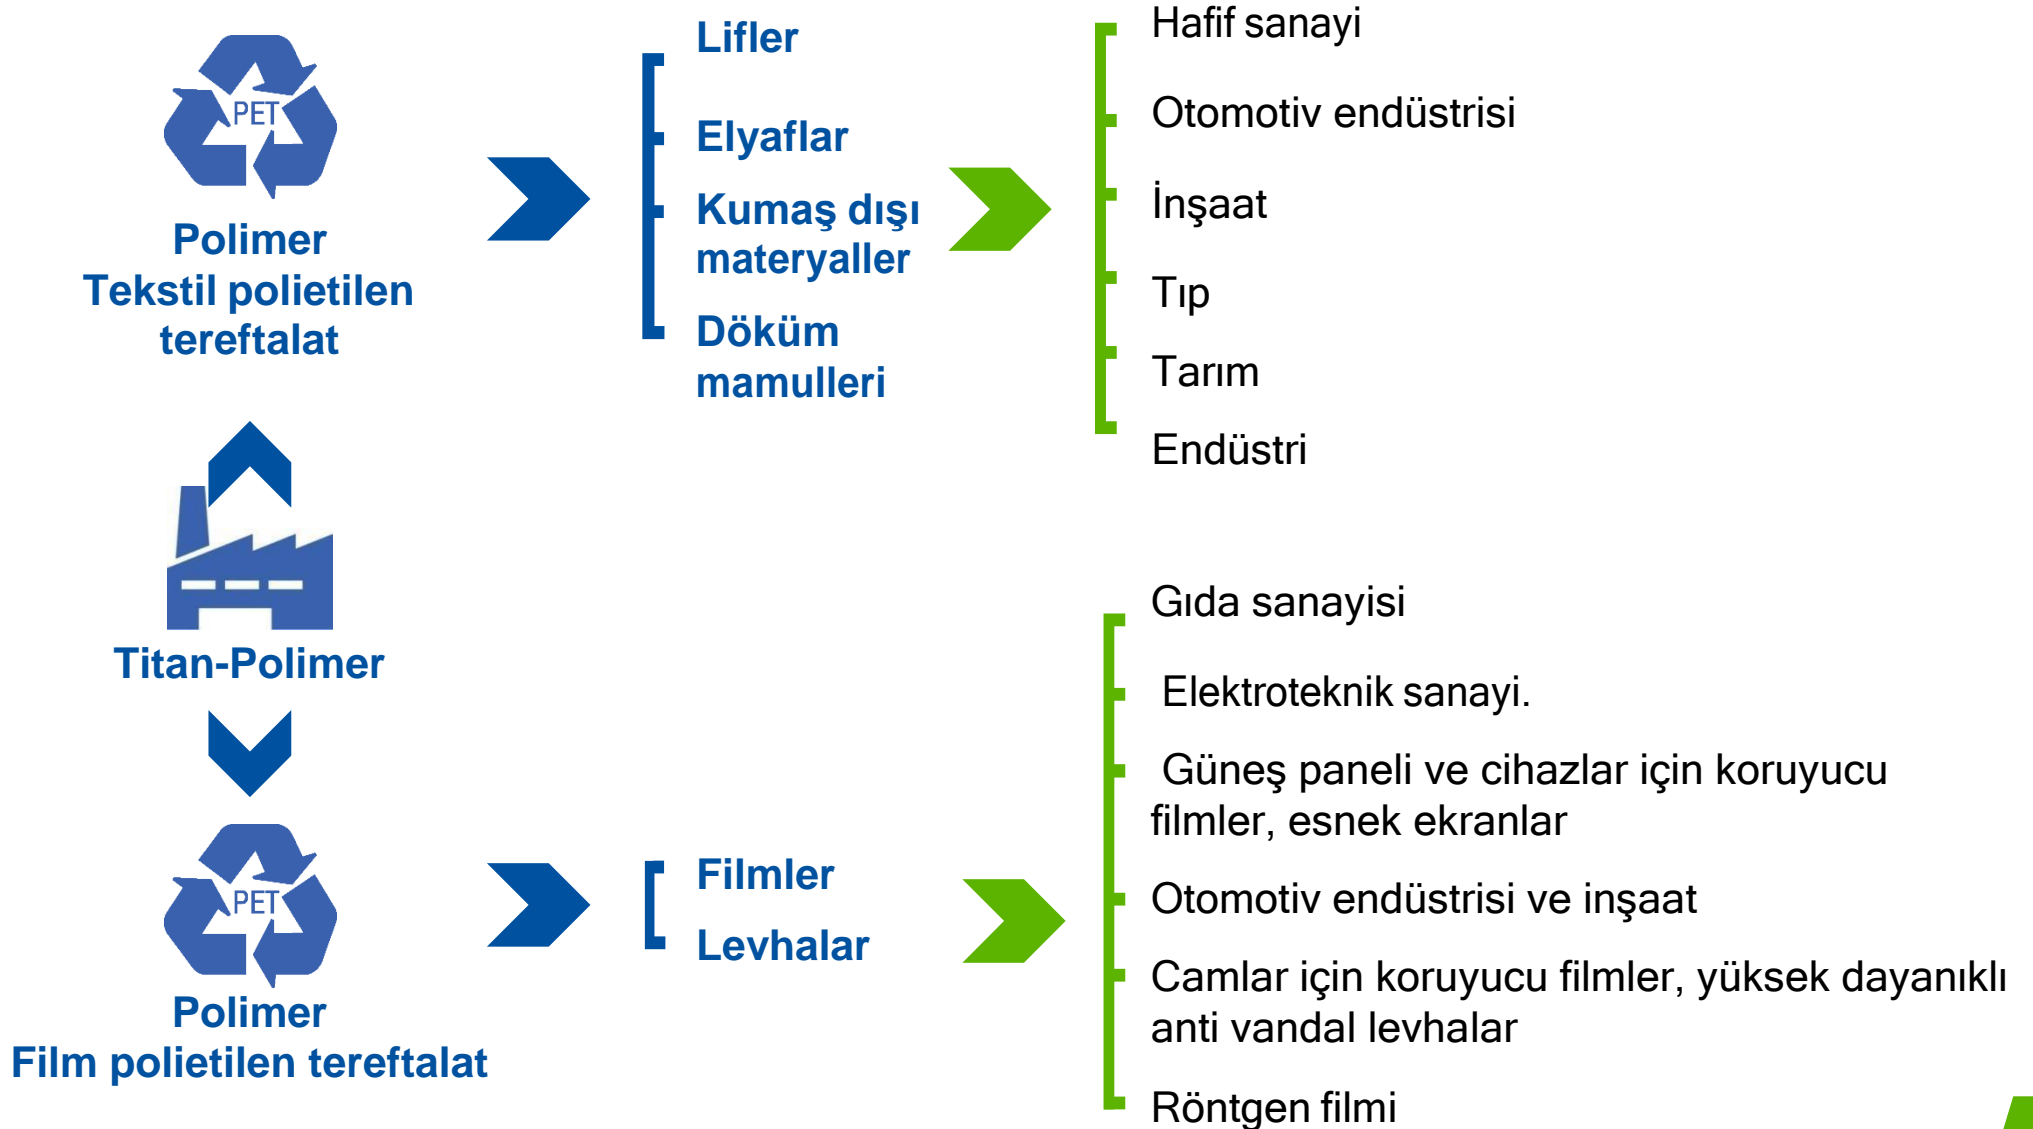 PET
Polimer
Tekstil polietilen
tereftalat
Lifler
Elyaflar
Kumaş dışı
materyaller
Döküm
mamulleri
Hafif sanayi
Otomotiv endüstrisi
İnşaat
Tıp
Tarım
Endüstri
Titan-Polimer
PET
Polimer
Film polietilen tereftalat
Filmler
Levhalar
Gıda sanayisi
Elektroteknik sanayi.
Güneş paneli ve cihazlar için koruyucu
filmler, esnek ekranlar
Otomotiv endüstrisi ve inşaat
Camlar için koruyucu filmler, yüksek dayanıklı
anti vandal levhalar
Röntgen filmi